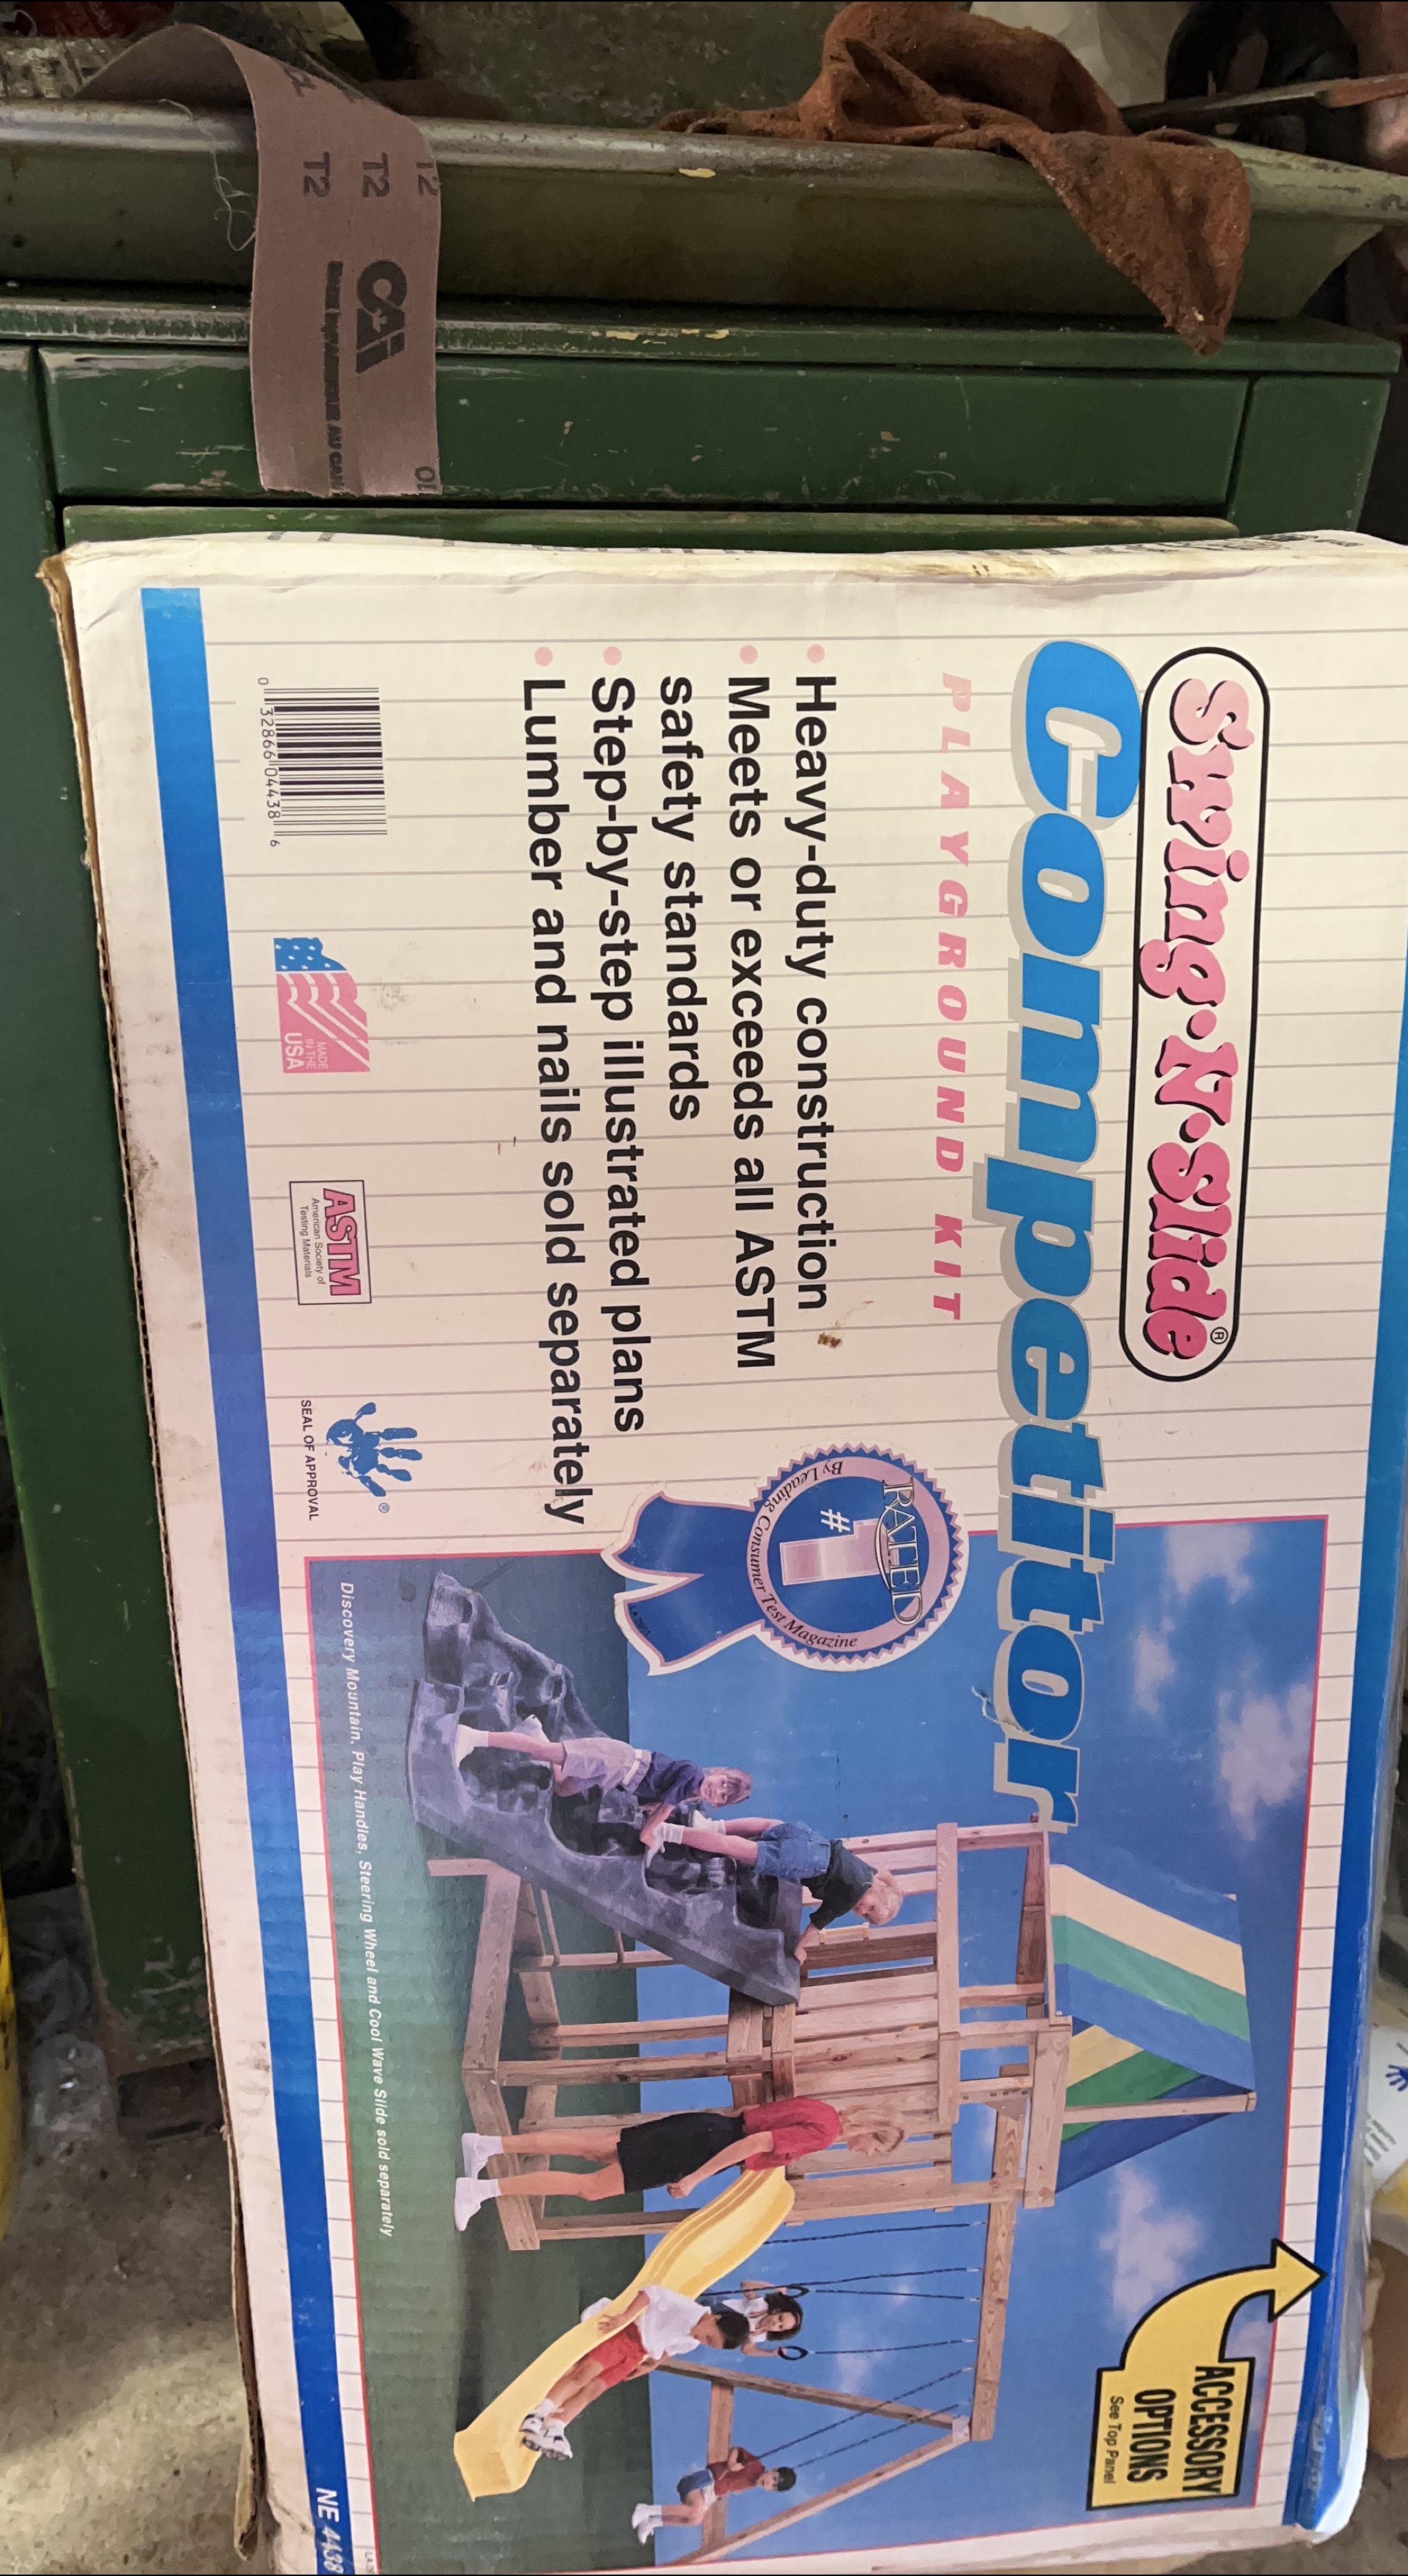 Swing·N·Slide®
Competitor
PLAYGROUND KIT
• Heavy-duty construction
• Meets or exceeds all ASTM
safety standards
• Step-by-step illustrated plans
• Lumber and nails sold separately
RATED
#1
By Leading Consumer Test Magazine
ACCESSORY
OPTIONS
See Top Panel
0 32866 04438 6
MADE
IN THE
USA
ASTM
American Society of
Testing Materials
®
SEAL OF APPROVAL
Discovery Mountain, Play Handles, Steering Wheel and Cool Wave Slide sold separately
NE 4438
T2
T2
T2
CAI